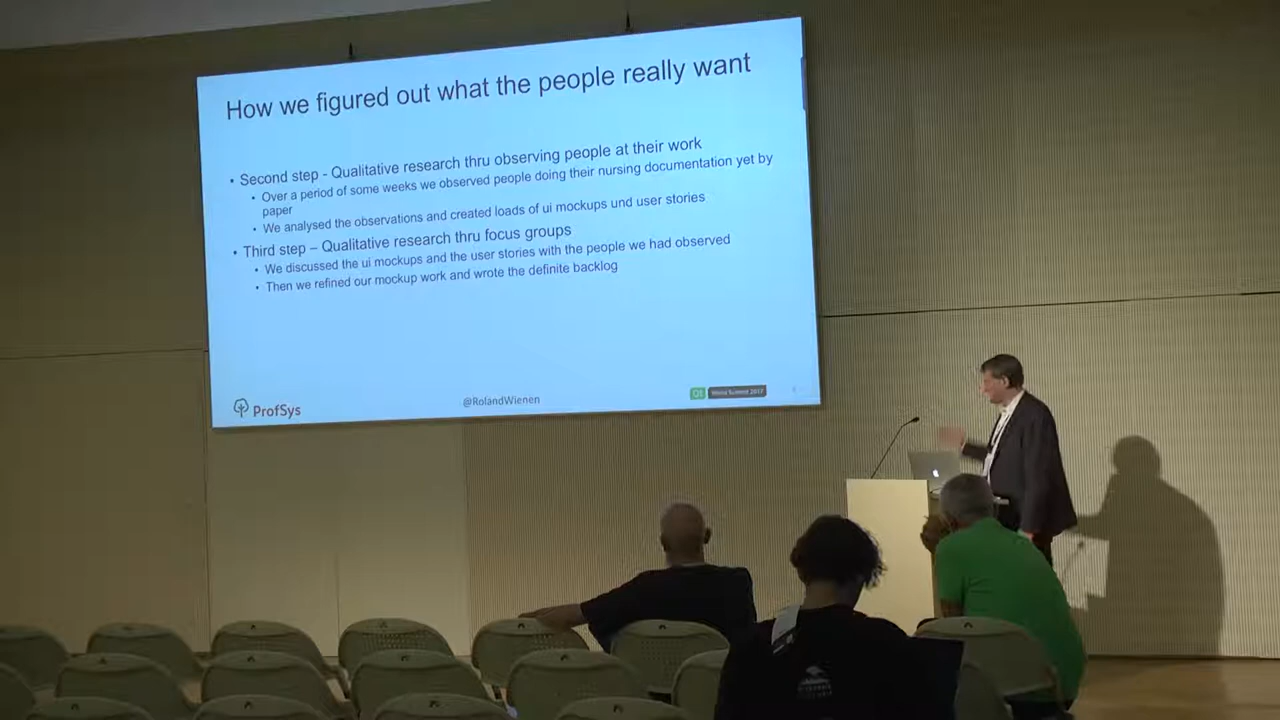 How we figured out what the people really want
• Second step - Qualitative research thru observing people at their work
• Over a period of some weeks we observed people doing their nursing documentation yet by
paper
• We analysed the observations and created loads of ui mockups und user stories
• Third step – Qualitative research thru focus groups
• We discussed the ui mockups and the user stories with the people we had observed
• Then we refined our mockup work and wrote the definite backlog
ProfSys
@RolandWienen
Qt World Summit 2017